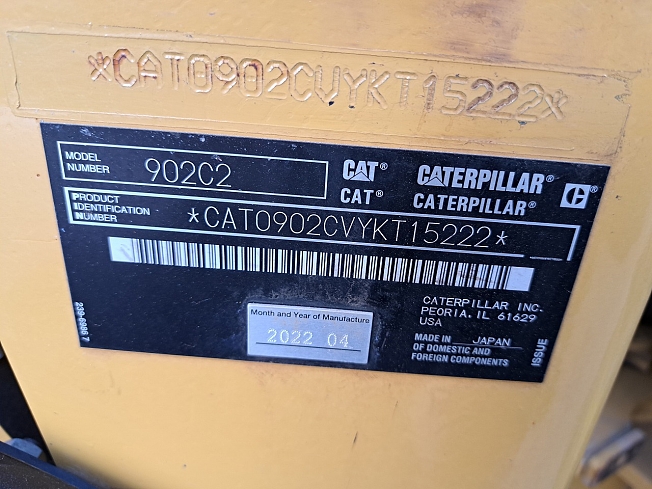 *CAT0902CVYKT15222*
MODEL NUMBER 902C2
CAT® CATERPILLAR®
CAT® CATERPILLAR®
C®
PRODUCT IDENTIFICATION NUMBER *CAT0902CVYKT15222*
CATERPILLAR INC.
PEORIA, IL 61629
USA
Month and Year of Manufacture
2022 04
MADE IN JAPAN
OF DOMESTIC AND
FOREIGN COMPONENTS
ISSUE